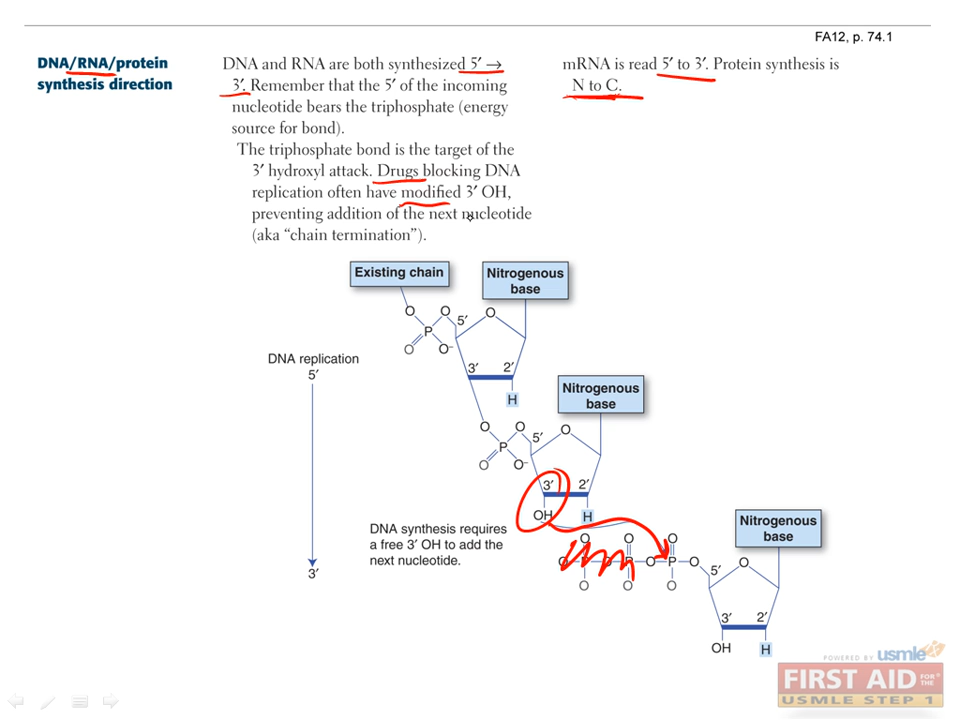 FA12, p. 74.1
DNA/RNA/protein
synthesis direction
DNA and RNA are both synthesized 5′ →
3′. Remember that the 5′ of the incoming
nucleotide bears the triphosphate (energy
source for bond).
The triphosphate bond is the target of the
3′ hydroxyl attack. Drugs blocking DNA
replication often have modified 3′ OH,
preventing addition of the next nucleotide
(aka “chain termination”).
mRNA is read 5′ to 3′. Protein synthesis is
N to C.
Existing chain
Nitrogenous
base
O
O
5′
O
P
O
O−
3′
2′
H
DNA replication
5′
3′
Nitrogenous
base
O
O
5′
O
P
O
O−
3′
2′
OH
H
DNA synthesis requires
a free 3′ OH to add the
next nucleotide.
Nitrogenous
base
O
O
O
O
P
O
P
O
P
O
5′
O
O
O
O
3′
2′
OH
H
POWERED BY usmle
FIRST AID FOR THE
USMLE STEP 1